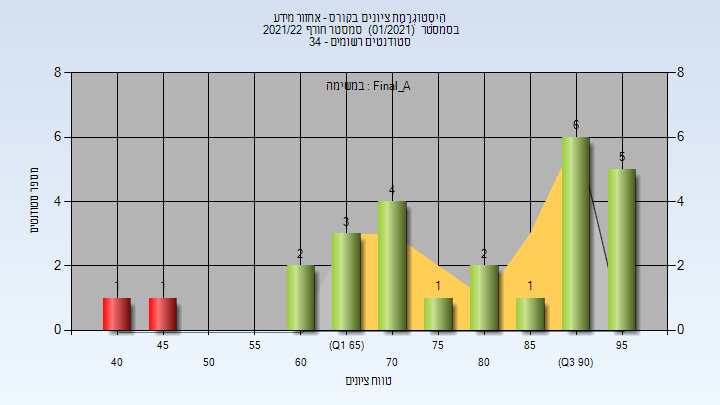 היסטוגרמת ציונים בקורס - אחזור מידע
בסמסטר (01/2021) סמסטר חורף 2021/22
סטודנטים רשומים - 34
במשימה : Final_A
8 8
6 6
4 4
2 2
0 0
מספר סטודנטים
1 1 2 3 4 1 2 1 6 5
45 55 (Q1 65) 75 85 95
40 50 60 70 80 (Q3 90)
טווח ציונים